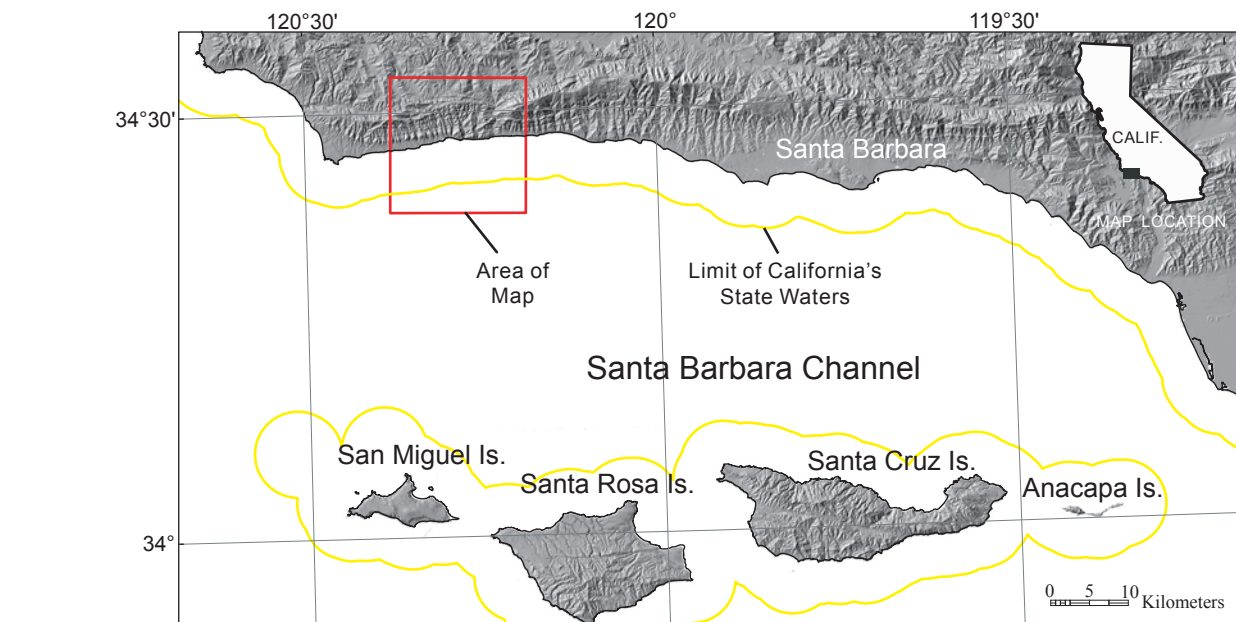 120°30'
120°
119°30'
34°30'
Santa Barbara
CALIF.
MAP LOCATION
Area of
Map
Limit of California's
State Waters
Santa Barbara Channel
San Miguel Is.
Santa Rosa Is.
Santa Cruz Is.
Anacapa Is.
34°
0 5 10
Kilometers